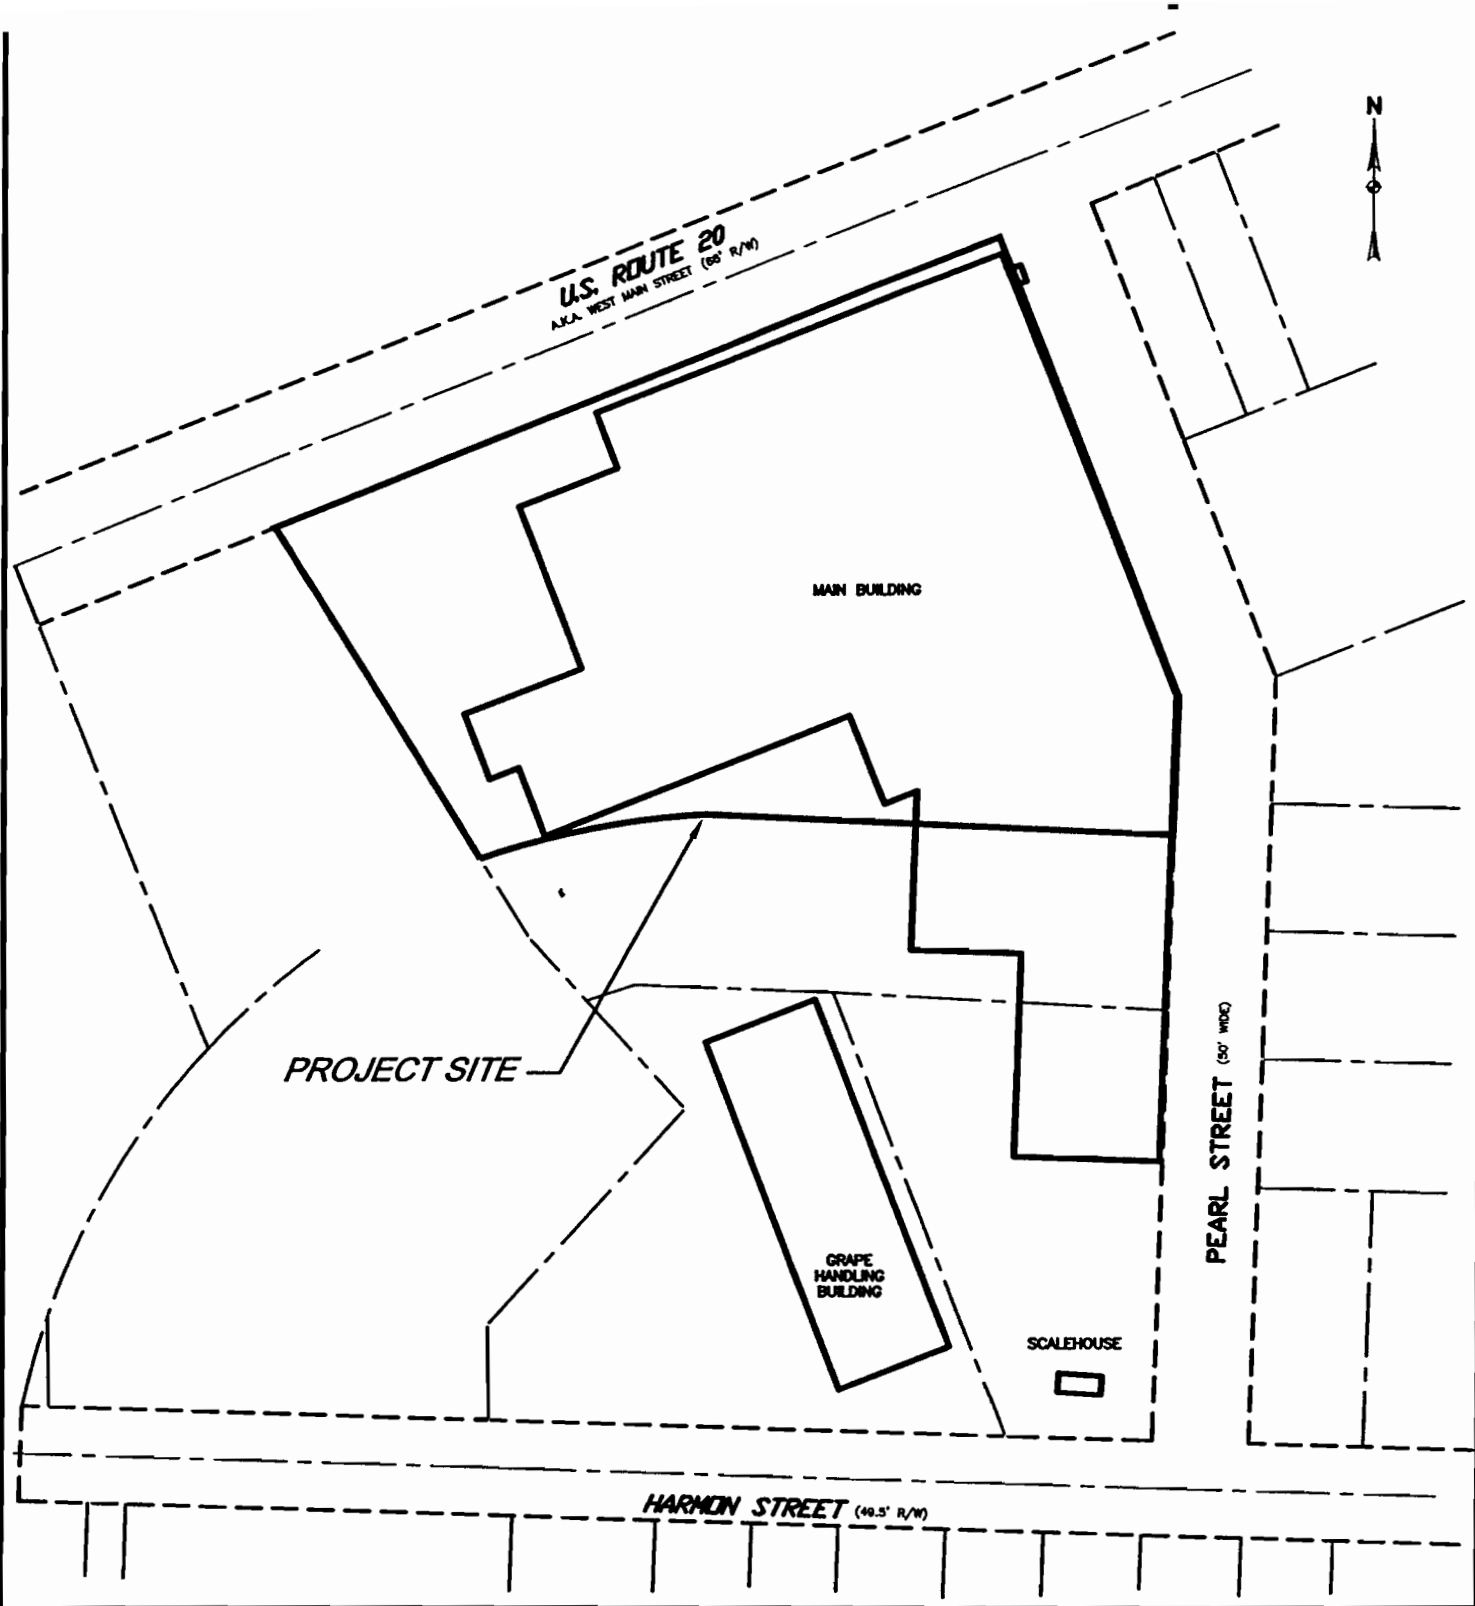 N
U.S. ROUTE 20
A.K.A. WEST MAIN STREET (66' R/W)
MAIN BUILDING
PROJECT SITE
PEARL STREET (50' WIDE)
GRAPE
HANDLING
BUILDING
SCALEHOUSE
HARMON STREET (49.5' R/W)